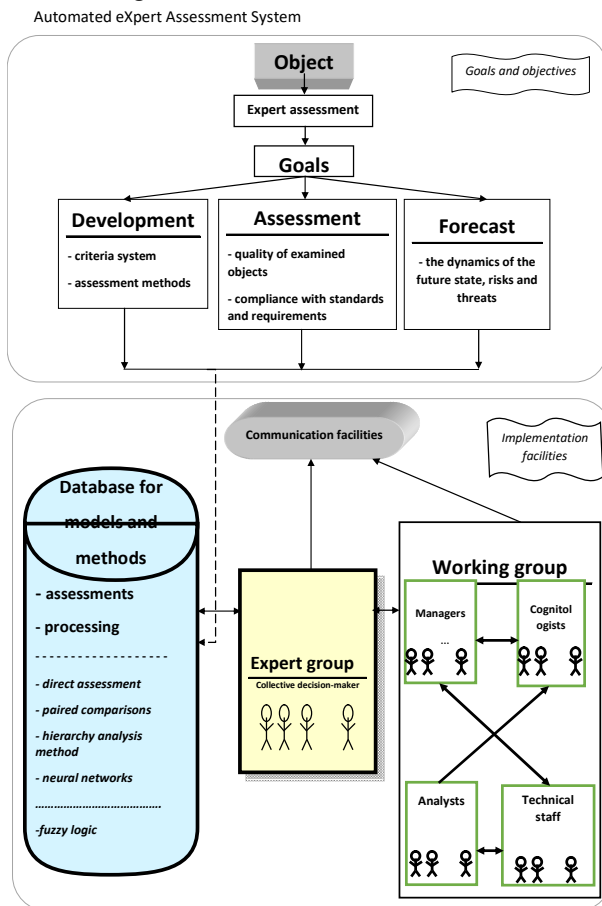 Automated eXpert Assessment System
Object
Goals and objectives
Expert assessment
Goals
Development
- criteria system
- assessment methods
Assessment
- quality of examined
objects
- compliance with standards
and requirements
Forecast
- the dynamics of the
future state, risks and
threats
Communication facilities
Implementation
facilities
Database for
models and
methods
- assessments
- processing
- - - - - - - - - - - - - - - - - - - -
- direct assessment
- paired comparisons
- hierarchy analysis
method
- neural networks
…………………………………….
-fuzzy logic
Expert group
Collective decision-maker
Working group
Managers
...
Cognitol
ogists
Analysts
Technical
staff